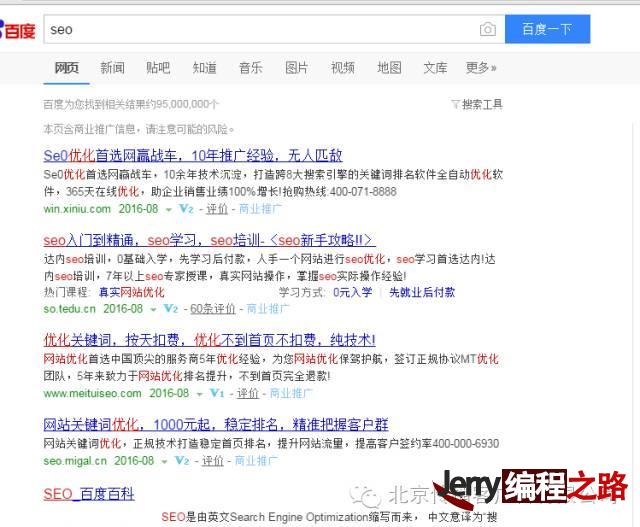 百度 seo 百度一下
网页 新闻 贴吧 知道 音乐 图片 视频 地图 文库 更多»
百度为您找到相关结果约95,000,000个 搜索工具
本页含商业推广信息，请注意可能的风险。
Se0优化首选网赢战车，10年推广经验，无人匹敌
Se0优化首选网赢战车，10余年技术沉淀，打造跨8大搜索引擎的关键词排名软件全自动优化软
件，365天在线优化，助企业销售业绩100%增长!抢购热线:400-071-8888
win.xiniu.com 2016-08 V2 - 评价 - 商业推广
seo入门到精通，seo学习，seo培训-〈seo新手攻略!!〉
达内seo培训，0基础入学，先学习后付款，人手一个网站进行seo优化，seo学习首选达内!达
内seo培训，7年以上seo专家授课，真实网站操作，掌握seo实际操作经验!
热门课程: 真实网站优化 学习方式: 0元入学 先就业后付款
so.tedu.cn 2016-08 V2 - 60条评价 - 商业推广
优化关键词，按天扣费，优化不到首页不扣费，纯技术!
网站优化首选中国顶尖的服务商5年优化经验，为您网站优化保驾护航，签订正规协议MT优化
团队，5年来致力于网站优化排名提升，不到首页完全退款!
www.meituiseo.com 2016-08 V1 - 评价 - 商业推广
网站关键词优化，1000元起，稳定排名，精准把握客户群
网站关键词优化，正规技术打造稳定首页排名，提升网站流量，提高客户签约率400-000-6930
seo.migal.cn 2016-08 V2 - 评价 - 商业推广
SEO_百度百科
北京传
Jerry编程之路
SEO是由英文Search Engine Optimization缩写而来，中文意译为“搜